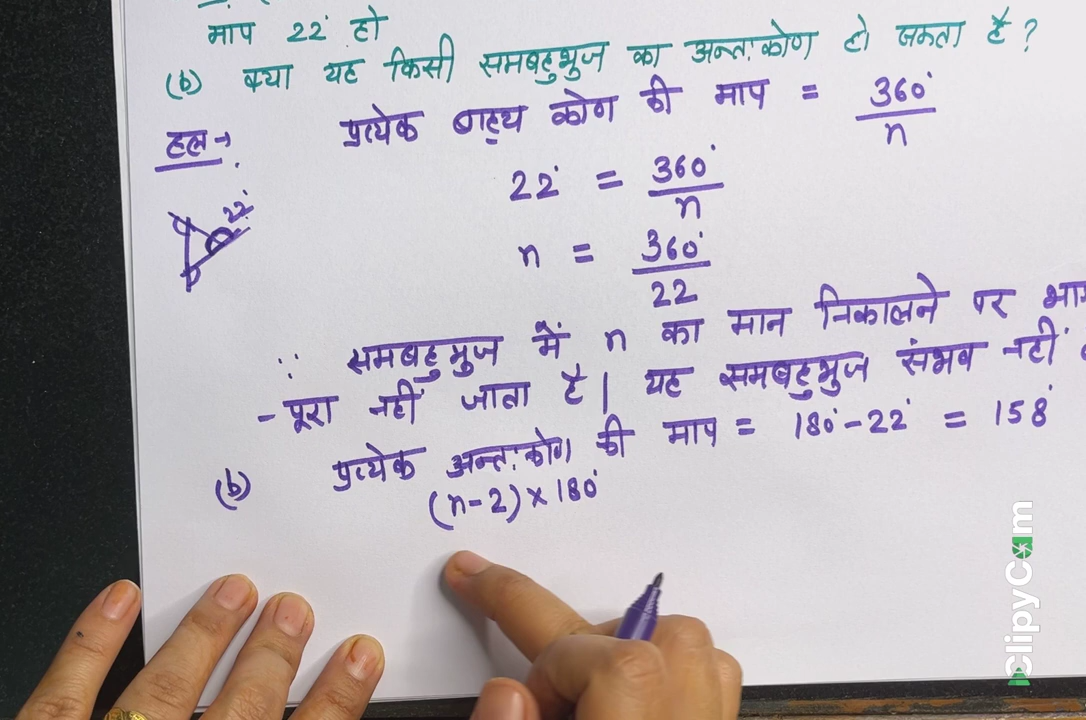 माप 22° हो
(b) क्या यह किसी समबहुभुज का अन्तःकोण हो सकता है ?
हल→ प्रत्येक बाह्य कोण की माप = 360°/n
22° = 360°/n
22°
n = 360°/22
∵ समबहुभुज में n का मान निकालने पर भाग
- पूरा नहीं जाता है | यह समबहुभुज संभव नहीं
(b) प्रत्येक अन्तःकोण की माप = 180° - 22° = 158°
(n-2) × 180°
ClipyCam